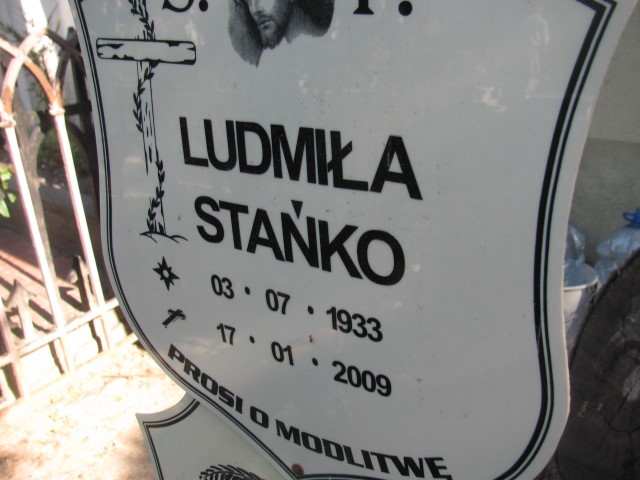 Ś. P.
LUDMIŁA
STAŃKO
03 · 07 · 1933
17 · 01 · 2009
PROSI O MODLITWĘ